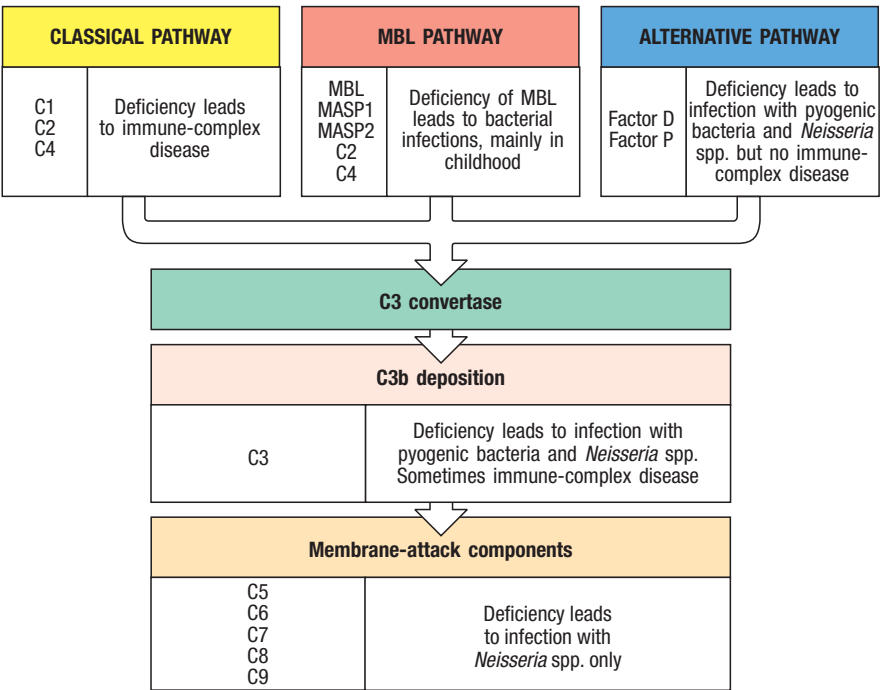 CLASSICAL PATHWAY
C1
C2
C4
Deficiency leads
to immune-complex
disease
MBL PATHWAY
MBL
MASP1
MASP2
C2
C4
Deficiency of MBL
leads to bacterial
infections, mainly in
childhood
ALTERNATIVE PATHWAY
Factor D
Factor P
Deficiency leads to
infection with pyogenic
bacteria and Neisseria
spp. but no immune-
complex disease
C3 convertase
C3b deposition
C3
Deficiency leads to infection with
pyogenic bacteria and Neisseria spp.
Sometimes immune-complex disease
Membrane-attack components
C5
C6
C7
C8
C9
Deficiency leads
to infection with
Neisseria spp. only